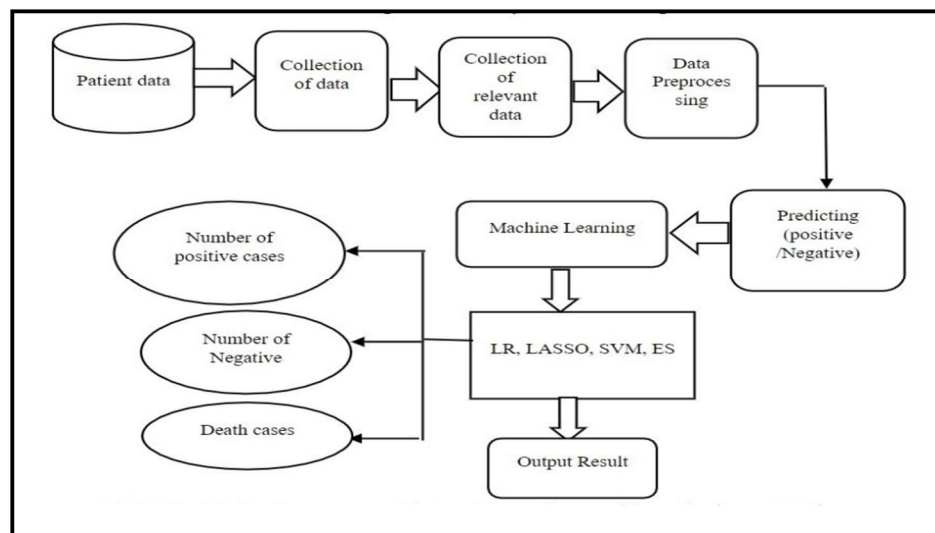 Patient data
Collection
of data
Collection
of
relevant
data
Data
Preproces
sing
Predicting
(positive
/Negative)
Machine Learning
Number of
positive cases
LR, LASSO, SVM, ES
Number of
Negative
Death cases
Output Result